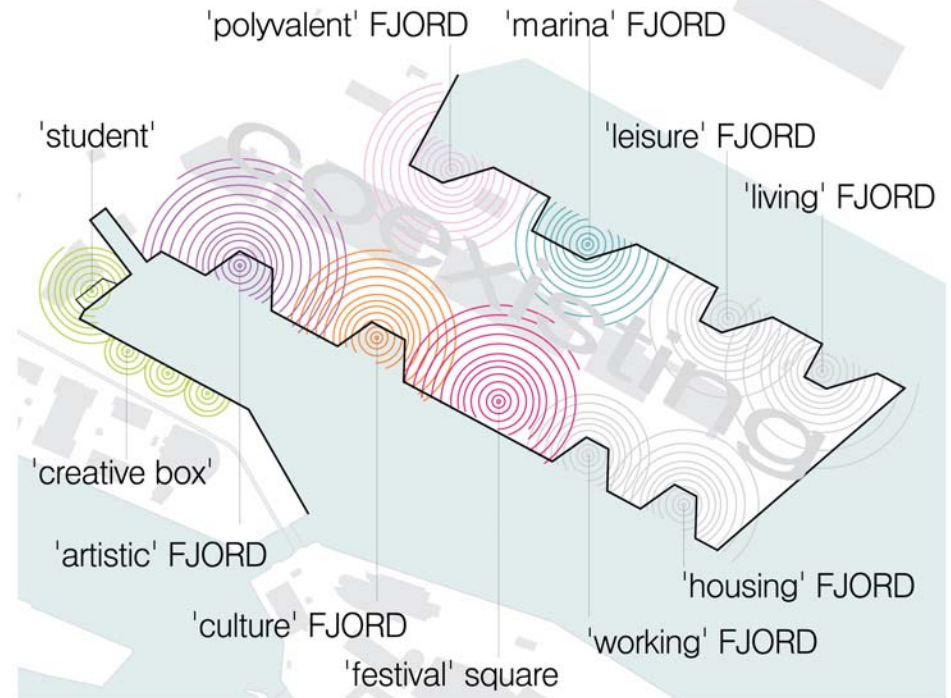 'polyvalent' FJORD
'marina' FJORD
'student'
'leisure' FJORD
'living' FJORD
Coexisting
'creative box'
'artistic' FJORD
'housing' FJORD
'culture' FJORD
'working' FJORD
'festival' square